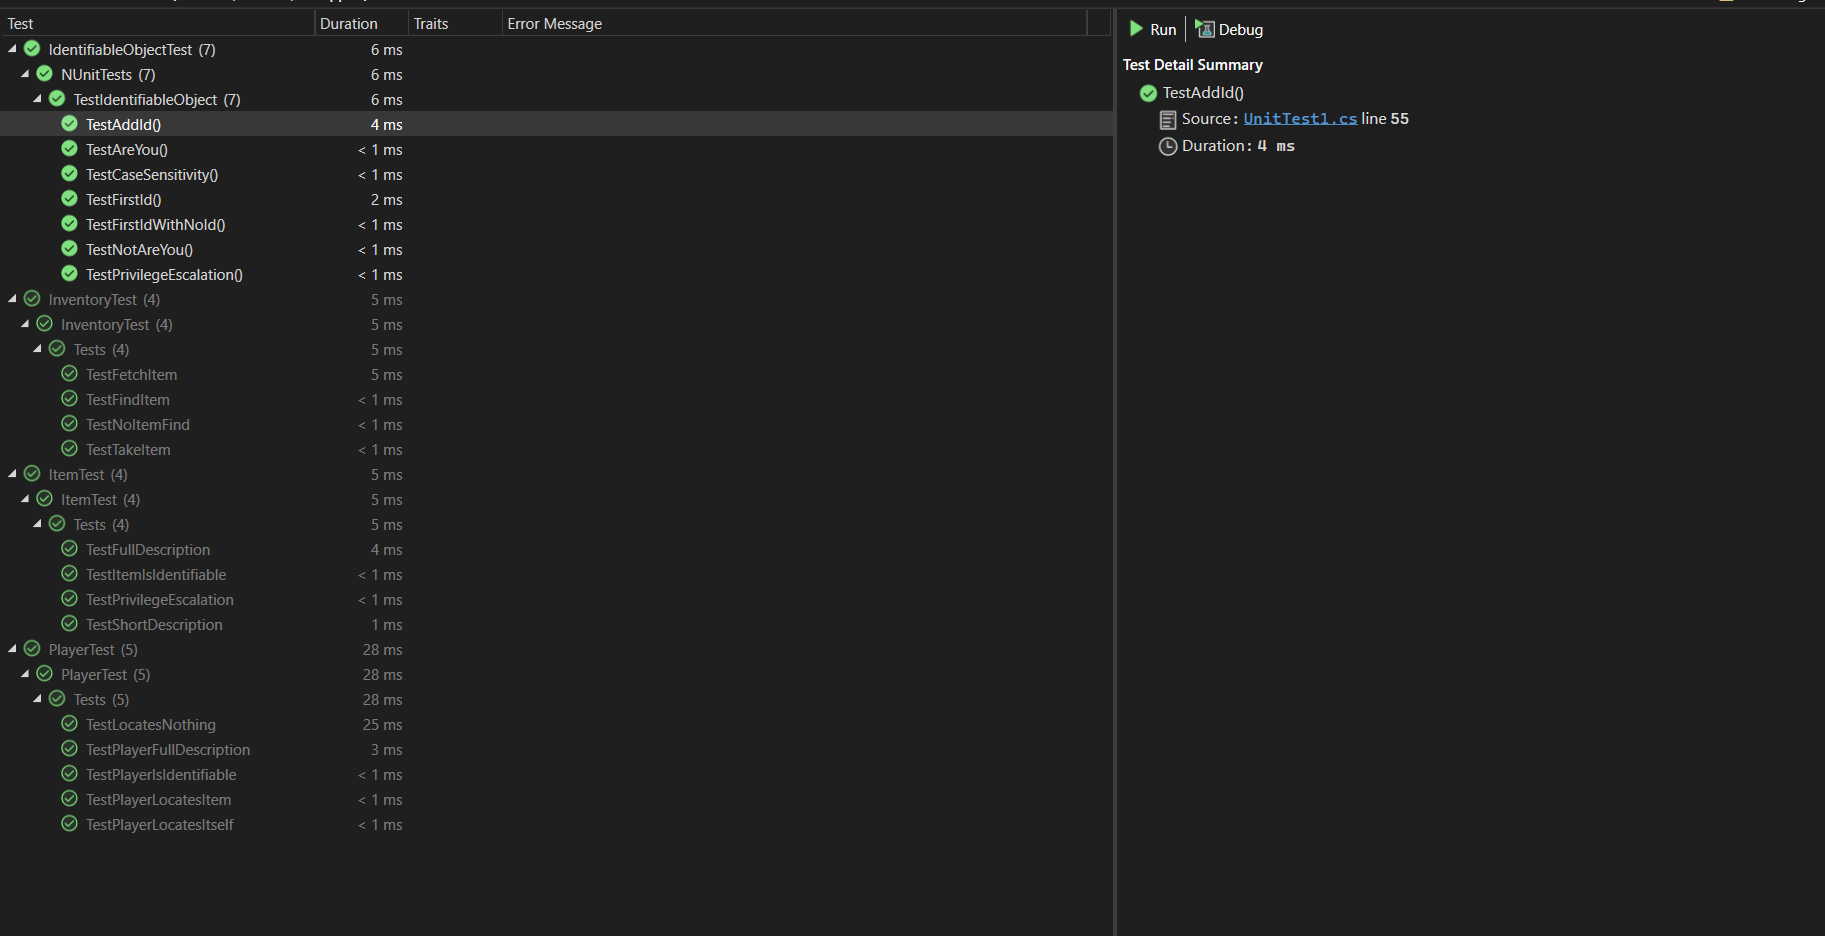 Test Duration Traits Error Message
IdentifiableObjectTest (7) 6 ms
NUnitTests (7) 6 ms
TestIdentifiableObject (7) 6 ms
TestAddId() 4 ms
TestAreYou() < 1 ms
TestCaseSensitivity() < 1 ms
TestFirstId() 2 ms
TestFirstIdWithNoId() < 1 ms
TestNotAreYou() < 1 ms
TestPrivilegeEscalation() < 1 ms
InventoryTest (4) 5 ms
InventoryTest (4) 5 ms
Tests (4) 5 ms
TestFetchItem 5 ms
TestFindItem < 1 ms
TestNoItemFind < 1 ms
TestTakeItem < 1 ms
ItemTest (4) 5 ms
ItemTest (4) 5 ms
Tests (4) 5 ms
TestFullDescription 4 ms
TestItemIsIdentifiable < 1 ms
TestPrivilegeEscalation < 1 ms
TestShortDescription 1 ms
PlayerTest (5) 28 ms
PlayerTest (5) 28 ms
Tests (5) 28 ms
TestLocatesNothing 25 ms
TestPlayerFullDescription 3 ms
TestPlayerIsIdentifiable < 1 ms
TestPlayerLocatesItem < 1 ms
TestPlayerLocatesItself < 1 ms
Run Debug
Test Detail Summary
TestAddId()
Source: UnitTest1.cs line 55
Duration: 4 ms